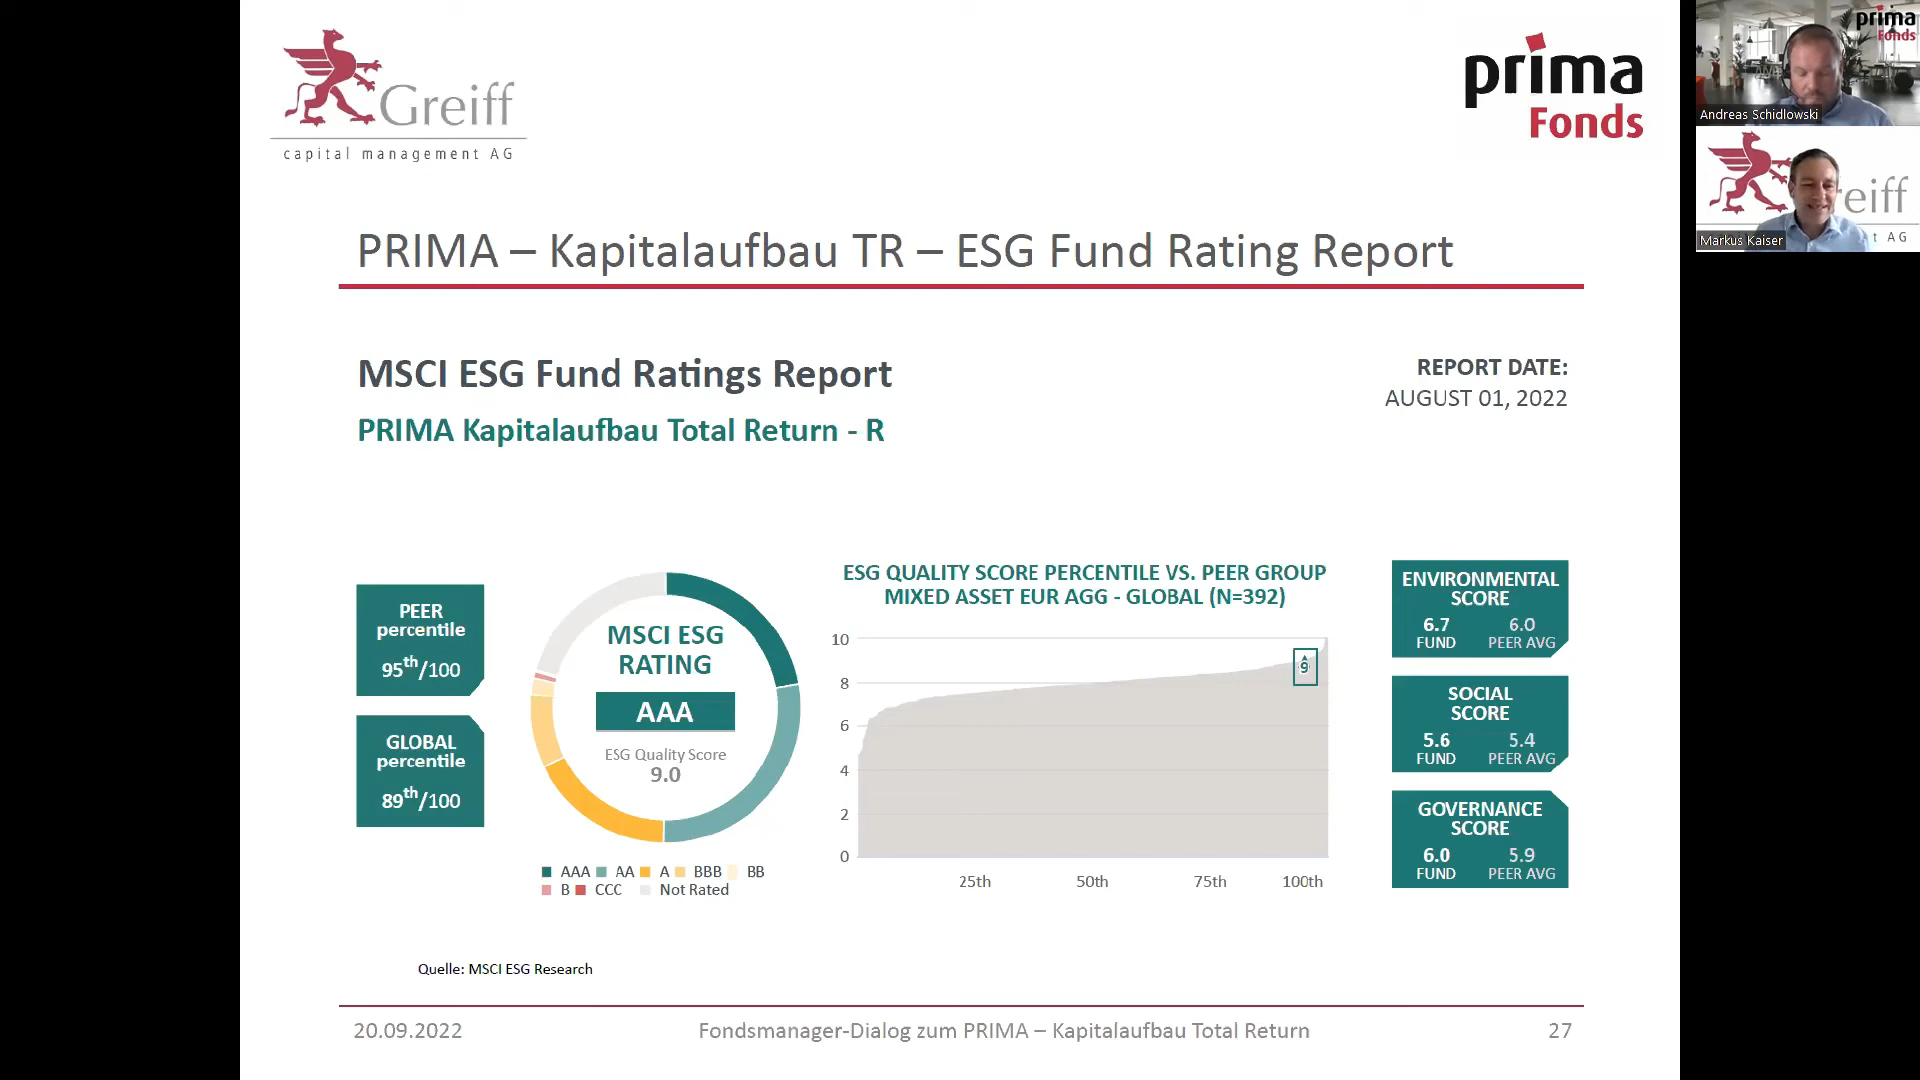 Greiff
capital management AG
prima
Fonds
prima
Fonds
Andreas Schidlowski
eiff
t AG
Markus Kaiser
PRIMA – Kapitalaufbau TR – ESG Fund Rating Report
MSCI ESG Fund Ratings Report
REPORT DATE:
AUGUST 01, 2022
PRIMA Kapitalaufbau Total Return - R
PEER
percentile
95th/100
GLOBAL
percentile
89th/100
MSCI ESG
RATING
AAA
ESG Quality Score
9.0
AAA AA A BBB BB
B CCC Not Rated
ESG QUALITY SCORE PERCENTILE VS. PEER GROUP
MIXED ASSET EUR AGG - GLOBAL (N=392)
10
8
6
4
2
0
9
25th 50th 75th 100th
ENVIRONMENTAL
SCORE
6.7 6.0
FUND PEER AVG
SOCIAL
SCORE
5.6 5.4
FUND PEER AVG
GOVERNANCE
SCORE
6.0 5.9
FUND PEER AVG
Quelle: MSCI ESG Research
20.09.2022 Fondsmanager-Dialog zum PRIMA – Kapitalaufbau Total Return 27